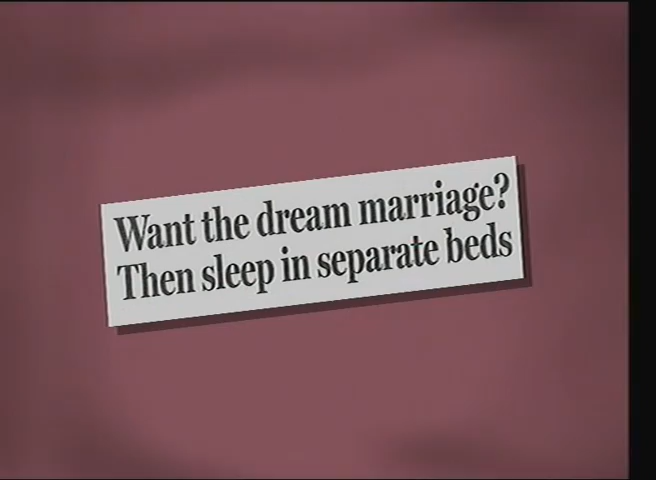 Want the dream marriage?
Then sleep in separate beds